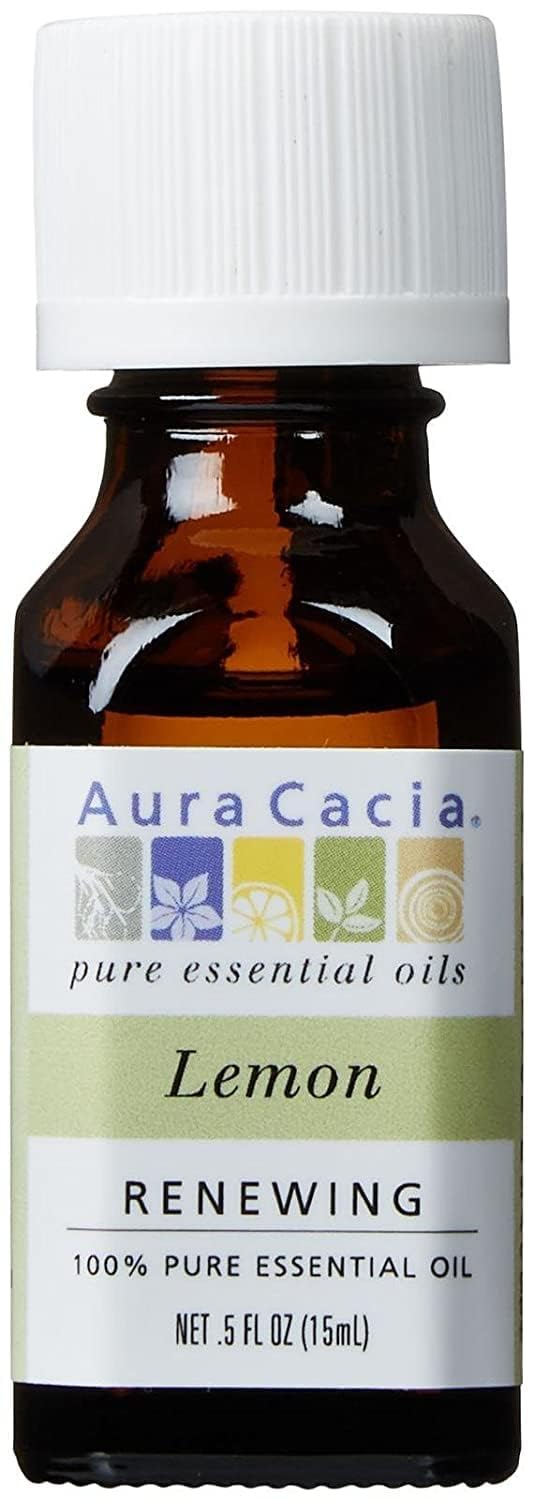 Aura Cacia®
pure essential oils
Lemon
RENEWING
100% PURE ESSENTIAL OIL
NET .5 FL OZ (15mL)